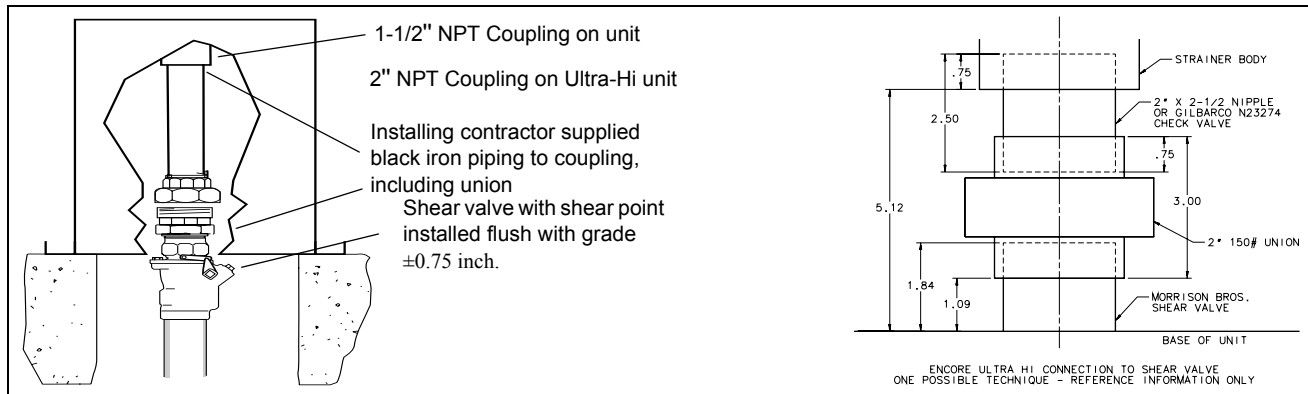 1-1/2" NPT Coupling on unit
2" NPT Coupling on Ultra-Hi unit
Installing contractor supplied
black iron piping to coupling,
including union
Shear valve with shear point
installed flush with grade
±0.75 inch.
STRAINER BODY
.75
2" X 2-1/2 NIPPLE
OR GILBARCO N23274
CHECK VALVE
2.50
.75
5.12
3.00
2" 150# UNION
1.84
1.09
MORRISON BROS.
SHEAR VALVE
BASE OF UNIT
ENCORE ULTRA HI CONNECTION TO SHEAR VALVE
ONE POSSIBLE TECHNIQUE - REFERENCE INFORMATION ONLY